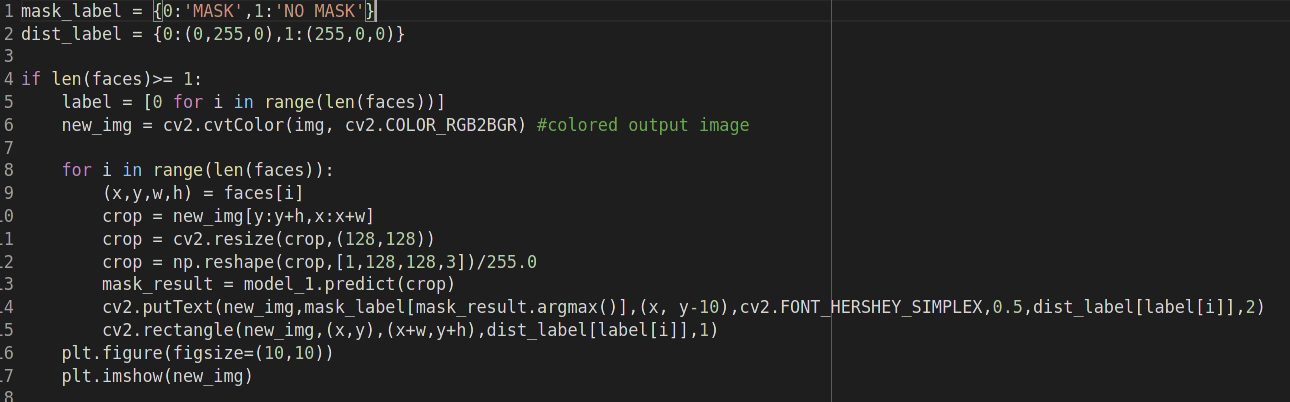 1 mask_label = {0:'MASK',1:'NO MASK'}
2 dist_label = {0:(0,255,0),1:(255,0,0)}
3
4 if len(faces)>= 1:
5     label = [0 for i in range(len(faces))]
6     new_img = cv2.cvtColor(img, cv2.COLOR_RGB2BGR) #colored output image
7
8     for i in range(len(faces)):
9         (x,y,w,h) = faces[i]
10         crop = new_img[y:y+h,x:x+w]
11         crop = cv2.resize(crop,(128,128))
12         crop = np.reshape(crop,[1,128,128,3])/255.0
13         mask_result = model_1.predict(crop)
14         cv2.putText(new_img,mask_label[mask_result.argmax()],(x, y-10),cv2.FONT_HERSHEY_SIMPLEX,0.5,dist_label[label[i]],2)
15         cv2.rectangle(new_img,(x,y),(x+w,y+h),dist_label[label[i]],1)
16     plt.figure(figsize=(10,10))
17     plt.imshow(new_img)
8